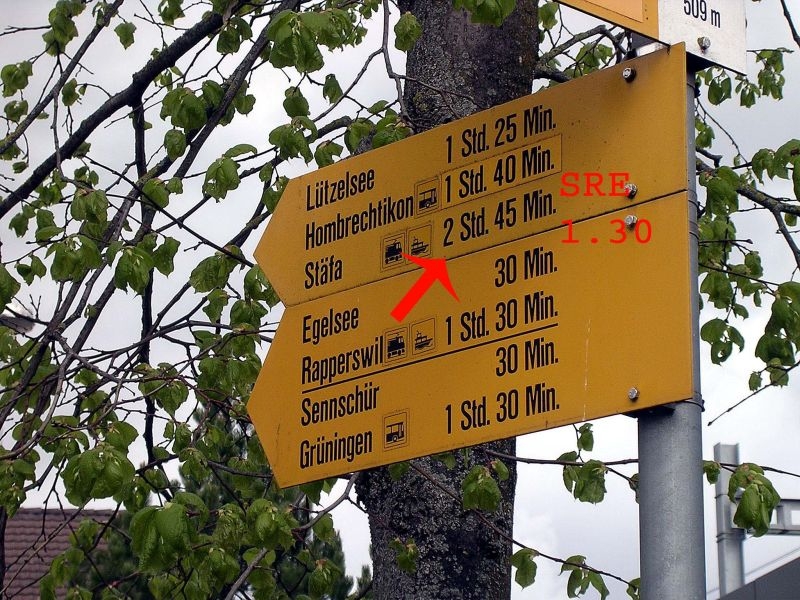 509 m
Lützelsee 1 Std. 25 Min.
Hombrechtikon 1 Std. 40 Min.
Stäfa 2 Std. 45 Min.
SRE
1.30
Egelsee 30 Min.
Rapperswil 1 Std. 30 Min.
Sennschür 30 Min.
Grüningen 1 Std. 30 Min.